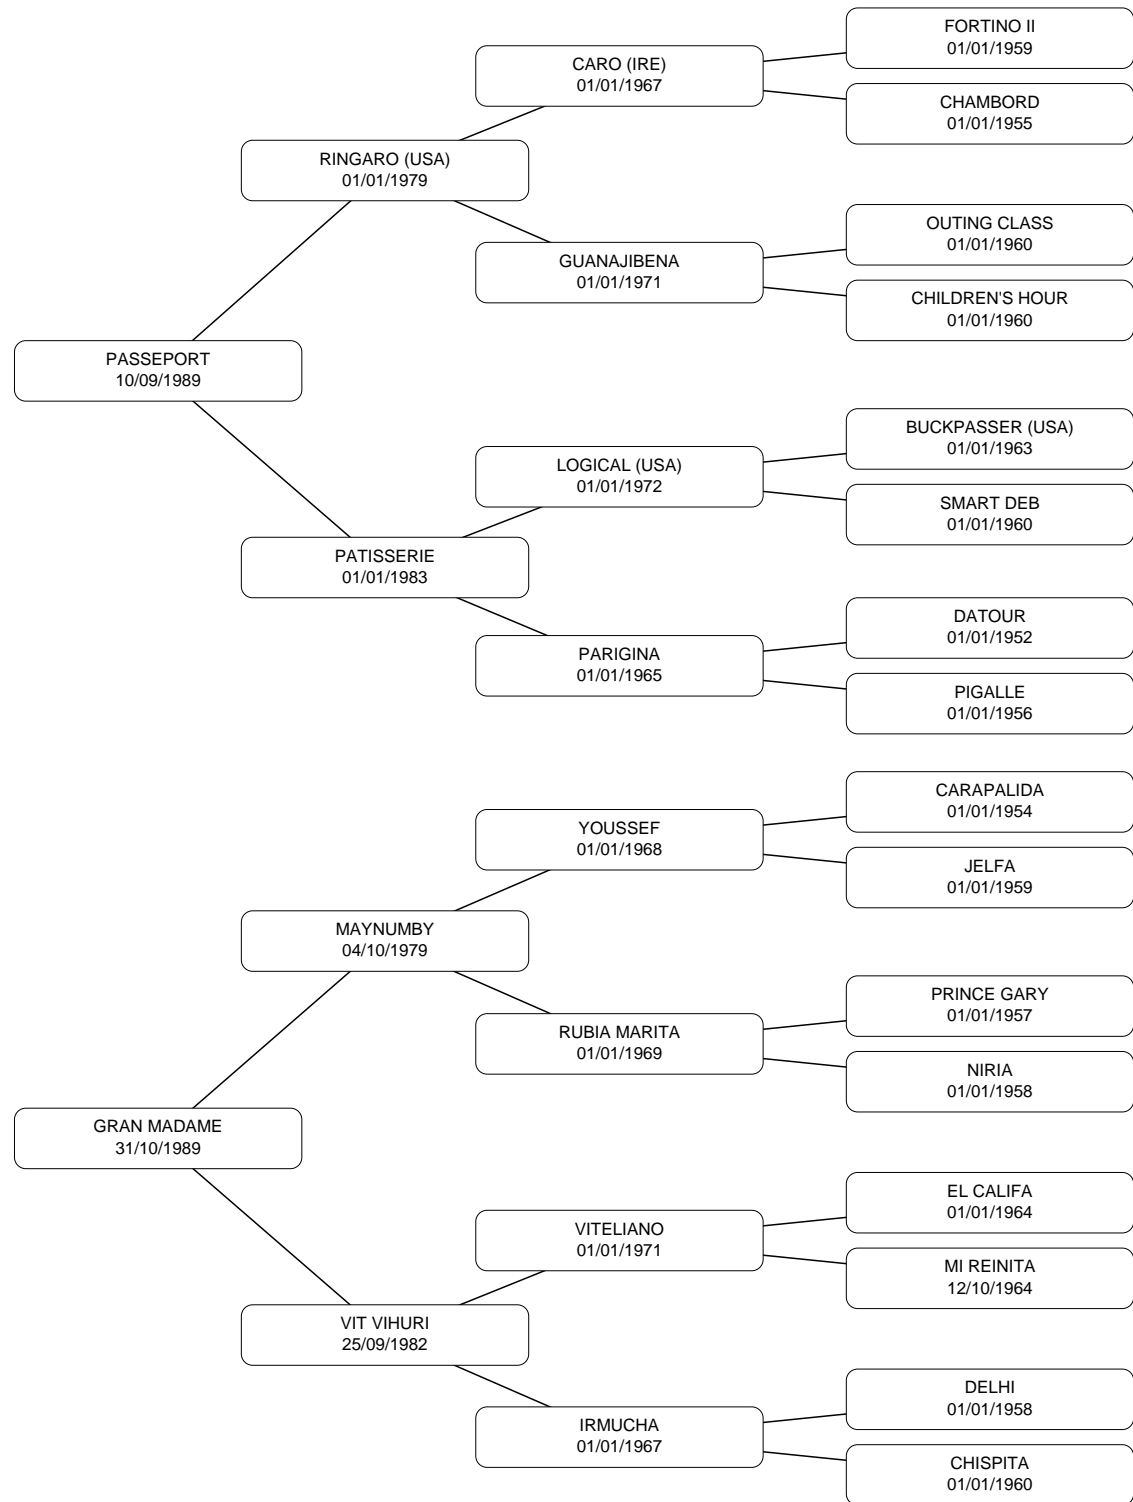 FORTINO II
01/01/1959
CARO (IRE)
01/01/1967
CHAMBORD
01/01/1955
RINGARO (USA)
01/01/1979
OUTING CLASS
01/01/1960
GUANAJIBENA
01/01/1971
CHILDREN'S HOUR
01/01/1960
PASSEPORT
10/09/1989
BUCKPASSER (USA)
01/01/1963
LOGICAL (USA)
01/01/1972
SMART DEB
01/01/1960
PATISSERIE
01/01/1983
DATOUR
01/01/1952
PARIGINA
01/01/1965
PIGALLE
01/01/1956
CARAPALIDA
01/01/1954
YOUSSEF
01/01/1968
JELFA
01/01/1959
MAYNUMBY
04/10/1979
PRINCE GARY
01/01/1957
RUBIA MARITA
01/01/1969
NIRIA
01/01/1958
GRAN MADAME
31/10/1989
EL CALIFA
01/01/1964
VITELIANO
01/01/1971
MI REINITA
12/10/1964
VIT VIHURI
25/09/1982
DELHI
01/01/1958
IRMUCHA
01/01/1967
CHISPITA
01/01/1960